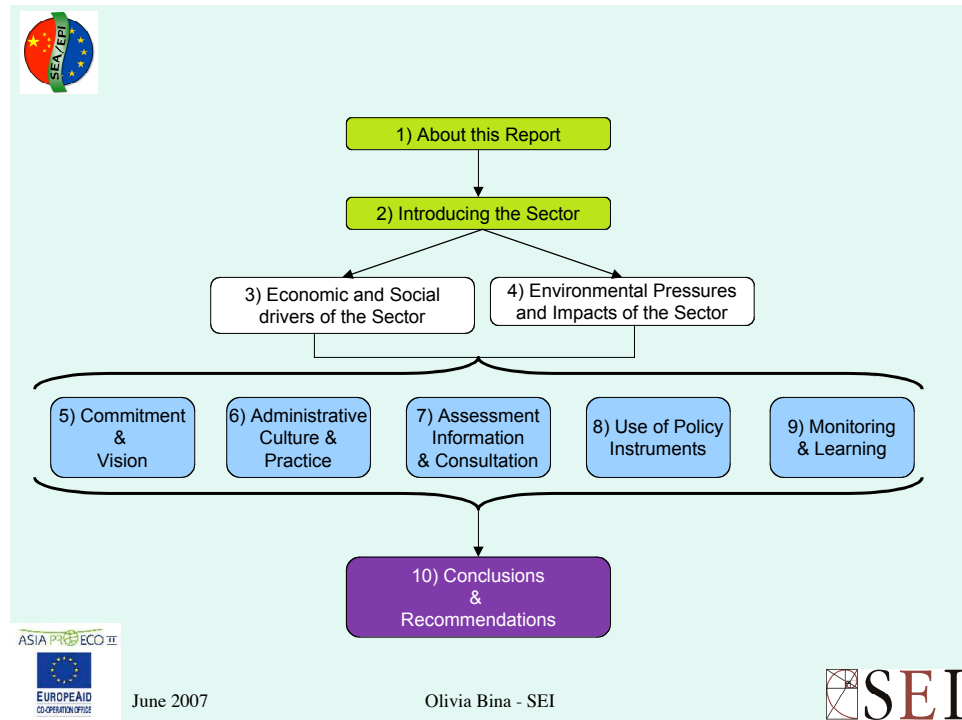 SEA/EPI
1) About this Report
2) Introducing the Sector
3) Economic and Social
drivers of the Sector
4) Environmental Pressures
and Impacts of the Sector
5) Commitment
&
Vision
6) Administrative
Culture &
Practice
7) Assessment
Information
& Consultation
8) Use of Policy
Instruments
9) Monitoring
& Learning
10) Conclusions
&
Recommendations
ASIA PRO ECO II
EUROPEAID
CO-OPERATION OFFICE
June 2007
Olivia Bina - SEI
SEI